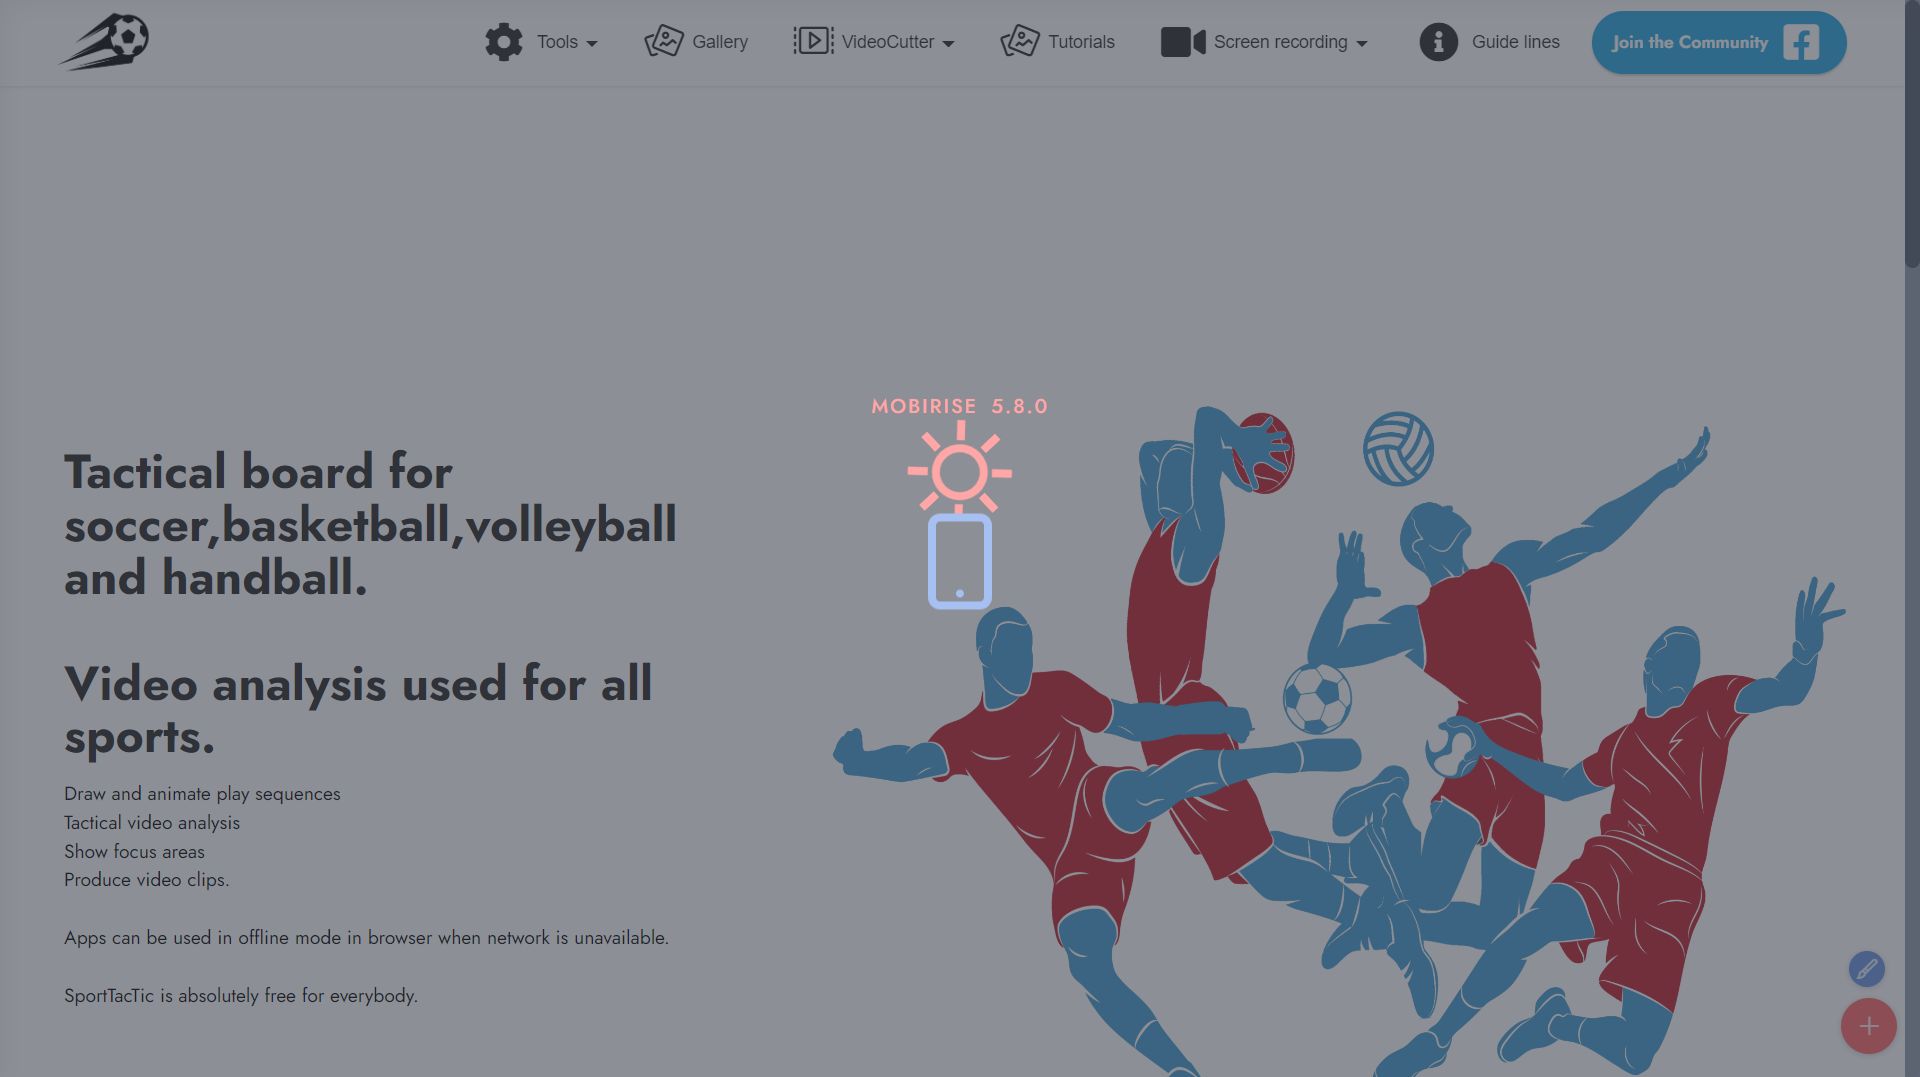 Tools
Gallery
VideoCutter
Tutorials
Screen recording
Guide lines
Join the Community
MOBIRISE 5.8.0
Tactical board for
soccer,basketball,volleyball
and handball.
Video analysis used for all
sports.
Draw and animate play sequences
Tactical video analysis
Show focus areas
Produce video clips.
Apps can be used in offline mode in browser when network is unavailable.
SportTacTic is absolutely free for everybody.